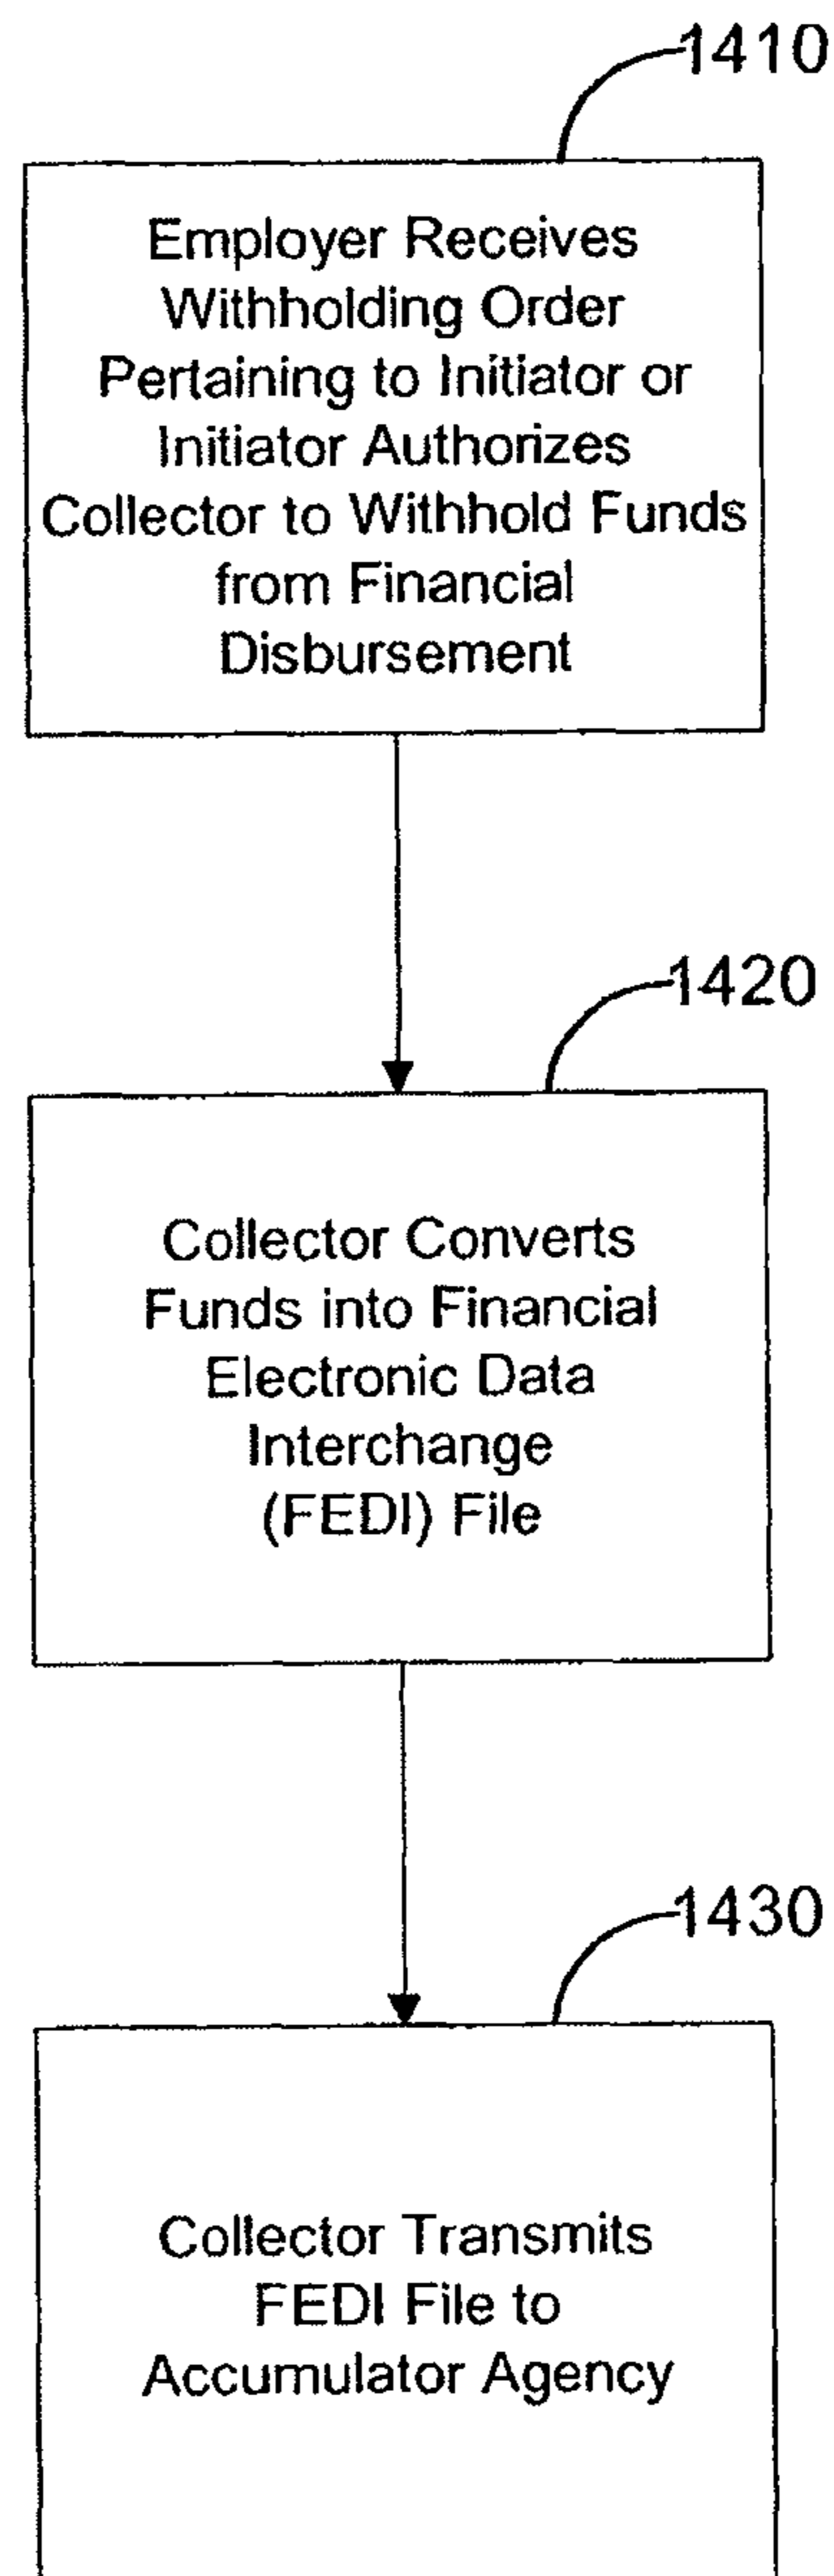 1410
Employer Receives
Withholding Order
Pertaining to Initiator or
Initiator Authorizes
Collector to Withhold Funds
from Financial
Disbursement
1420
Collector Converts
Funds into Financial
Electronic Data
Interchange
(FEDI) File
1430
Collector Transmits
FEDI File to
Accumulator Agency